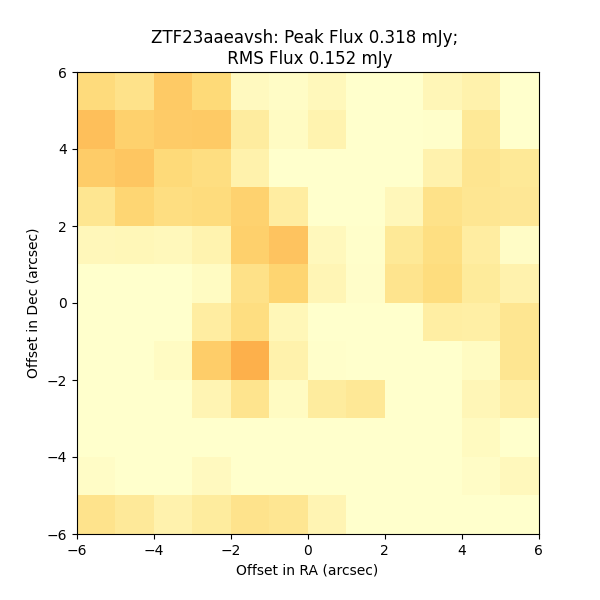 ZTF23aaeavsh: Peak Flux 0.318 mJy;
RMS Flux 0.152 mJy
6
4
2
0
−2
−4
−6
Offset in Dec (arcsec)
−6 −4 −2 0 2 4 6
Offset in RA (arcsec)